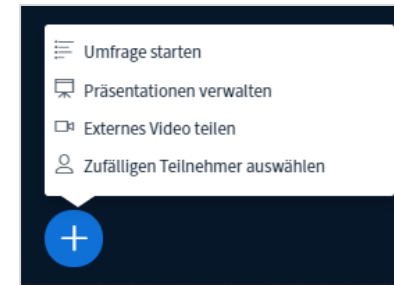 Umfrage starten
Präsentationen verwalten
Externes Video teilen
Zufälligen Teilnehmer auswählen